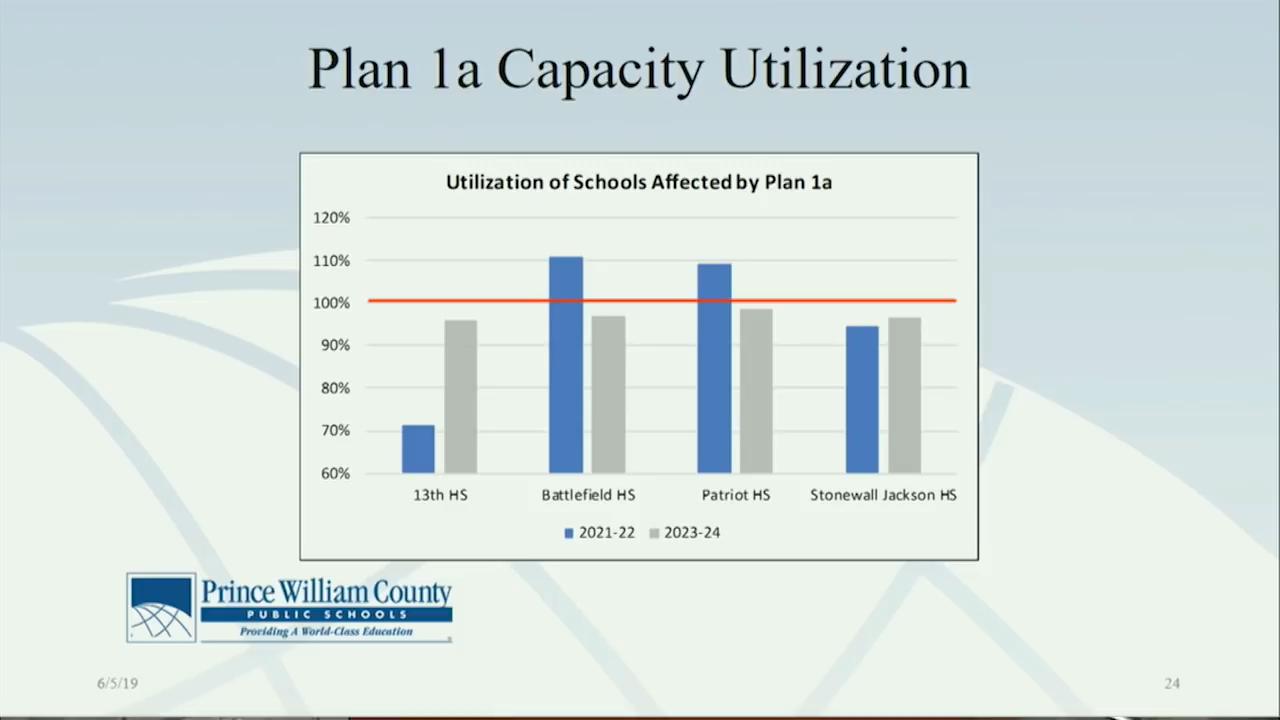 Plan 1a Capacity Utilization
Utilization of Schools Affected by Plan 1a
120%
110%
100%
90%
80%
70%
60%
13th HS Battlefield HS Patriot HS Stonewall Jackson HS
2021-22 2023-24
Prince William County
PUBLIC SCHOOLS
Providing A World-Class Education
6/5/19 24